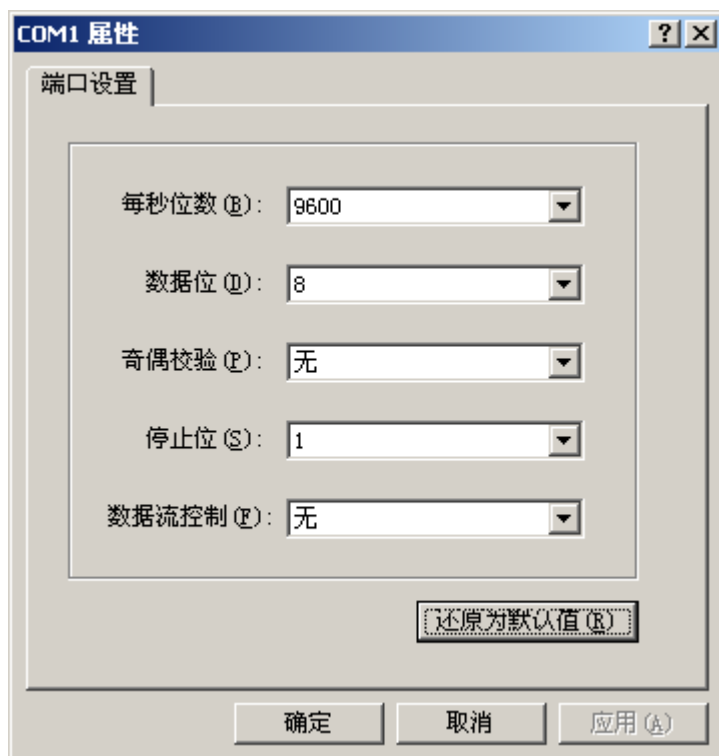 COM1 属性
端口设置
每秒位数(B): 9600
数据位(D): 8
奇偶校验(P): 无
停止位(S): 1
数据流控制(F): 无
还原为默认值(R)
确定 取消 应用(A)